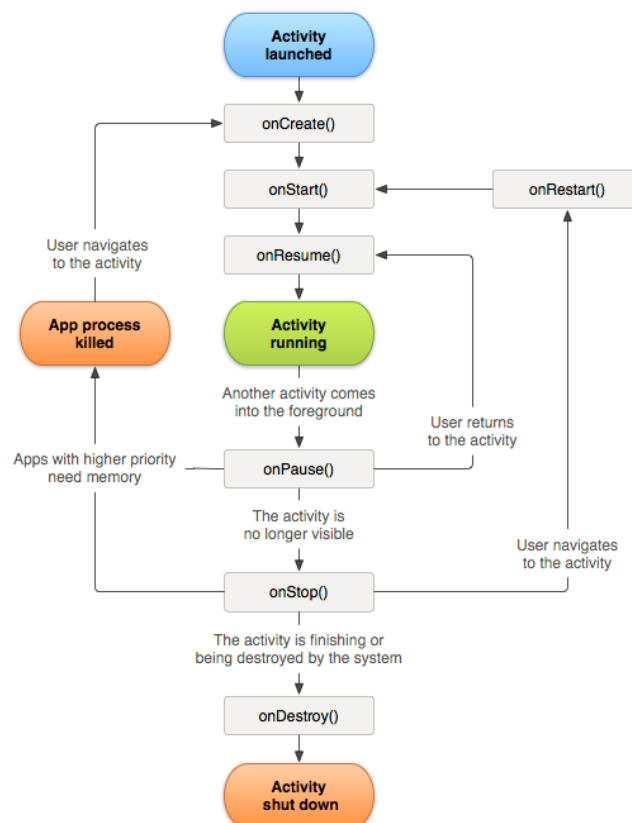 Activity
launched
onCreate()
onStart()
onRestart()
User navigates
to the activity
onResume()
App process
killed
Activity
running
Another activity comes
into the foreground
User returns
to the activity
Apps with higher priority
need memory
onPause()
The activity is
no longer visible
User navigates
to the activity
onStop()
The activity is finishing or
being destroyed by the system
onDestroy()
Activity
shut down